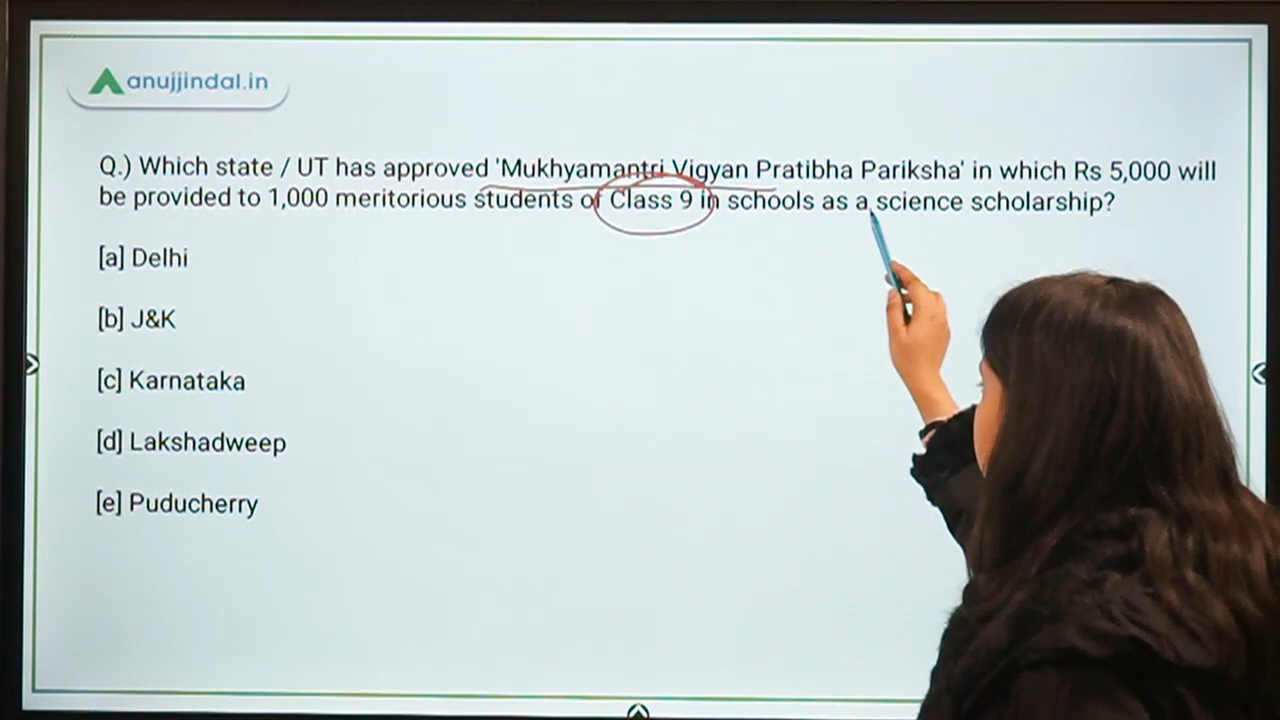 anujjindal.in
Q.) Which state / UT has approved 'Mukhyamantri Vigyan Pratibha Pariksha' in which Rs 5,000 will
be provided to 1,000 meritorious students of Class 9 in schools as a science scholarship?
[a] Delhi
[b] J&K
[c] Karnataka
[d] Lakshadweep
[e] Puducherry